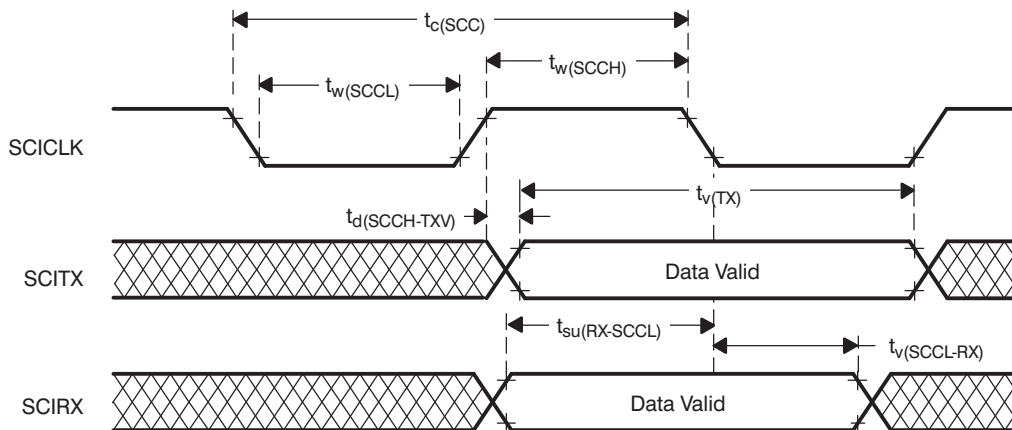 tc(SCC)
tw(SCCH)
tw(SCCL)
SCICLK
tv(TX)
td(SCCH-TXV)
SCITX
Data Valid
tsu(RX-SCCL)
tv(SCCL-RX)
SCIRX
Data Valid